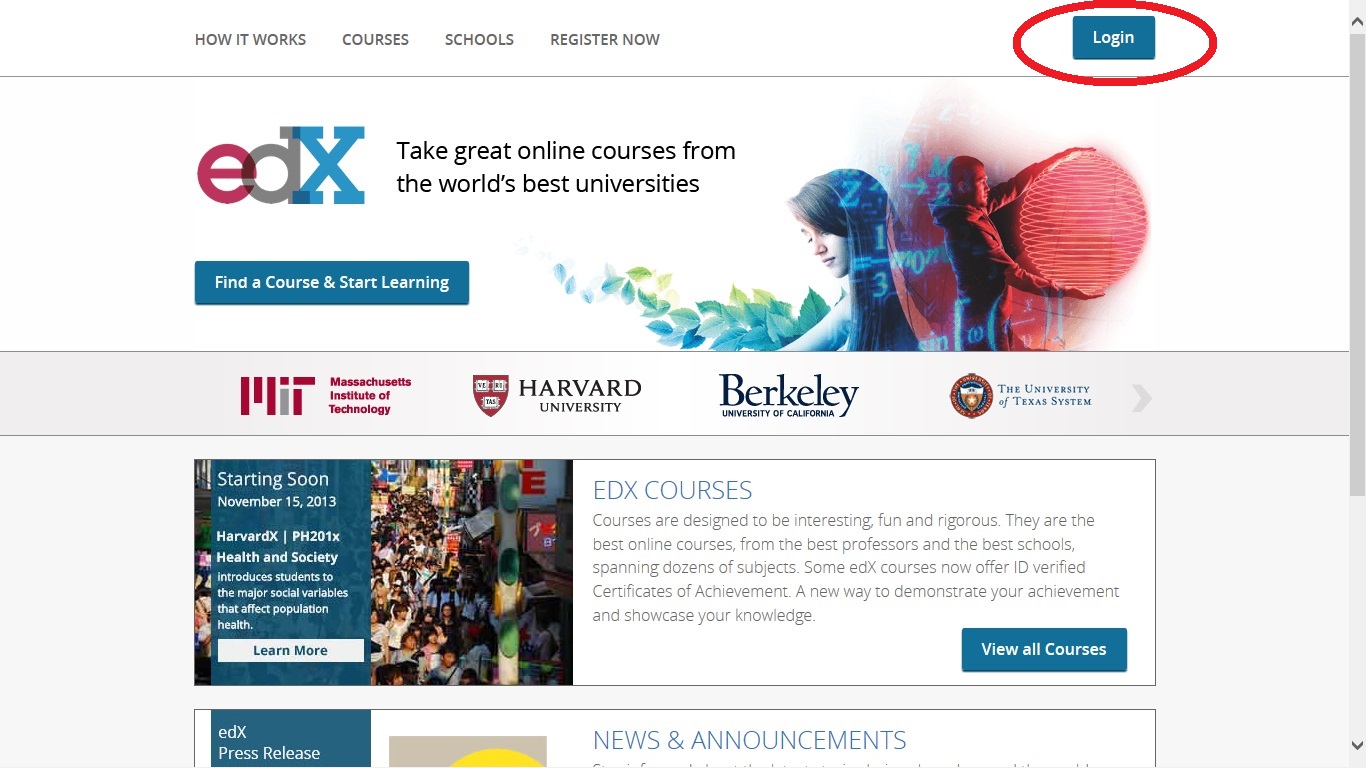 HOW IT WORKS
COURSES
SCHOOLS
REGISTER NOW
Login
edX
Take great online courses from
the world's best universities
Find a Course & Start Learning
MIT
Massachusetts
Institute of
Technology
VE RI
TAS
HARVARD
UNIVERSITY
Berkeley
UNIVERSITY OF CALIFORNIA
THE UNIVERSITY
of TEXAS SYSTEM
Starting Soon
November 15, 2013
HarvardX | PH201x
Health and Society
introduces students to
the major social variables
that affect population
health.
Learn More
EDX COURSES
Courses are designed to be interesting, fun and rigorous. They are the
best online courses, from the best professors and the best schools,
spanning dozens of subjects. Some edX courses now offer ID verified
Certificates of Achievement. A new way to demonstrate your achievement
and showcase your knowledge.
View all Courses
edX
Press Release
NEWS & ANNOUNCEMENTS